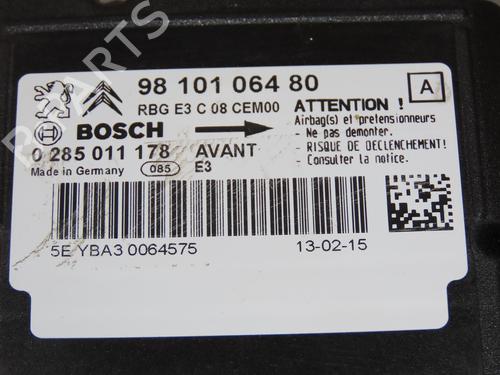 PARTS
98 101 064 80
A
RBG E3 C 08 CEM00
ATTENTION !
Airbag(s) et pretensionneurs
- Ne pas demonter.
- RISQUE DE DECLENCHEMENT!
- Consulter la notice.
BOSCH
0 285 011 178 AVANT
Made in Germany 085 E3
5E YBA3 0064575
13-02-15